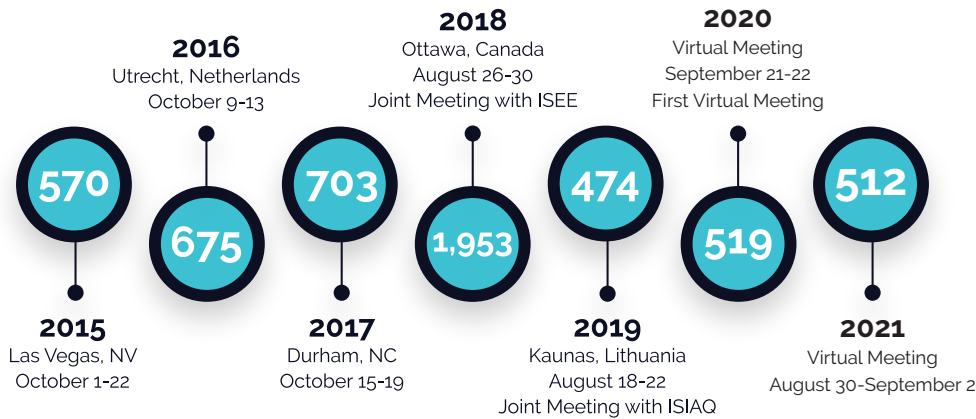 2016
Utrecht, Netherlands
October 9-13
2018
Ottawa, Canada
August 26-30
Joint Meeting with ISEE
2020
Virtual Meeting
September 21-22
First Virtual Meeting
570
675
703
1,953
474
519
512
2015
Las Vegas, NV
October 1-22
2017
Durham, NC
October 15-19
2019
Kaunas, Lithuania
August 18-22
Joint Meeting with ISIAQ
2021
Virtual Meeting
August 30-September 2